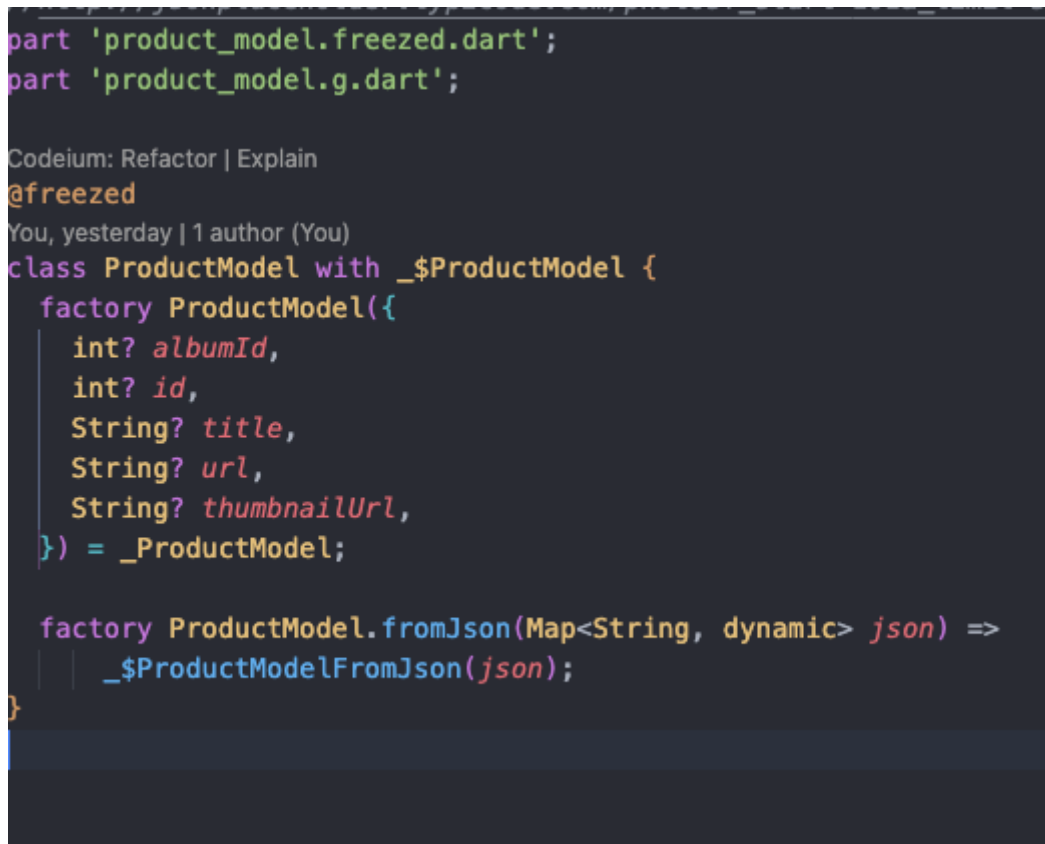 part 'product_model.freezed.dart';
part 'product_model.g.dart';
Codeium: Refactor | Explain
@freezed
You, yesterday | 1 author (You)
class ProductModel with _$ProductModel {
factory ProductModel({
int? albumId,
int? id,
String? title,
String? url,
String? thumbnailUrl,
}) = _ProductModel;
factory ProductModel.fromJson(Map<String, dynamic> json) =>
_$ProductModelFromJson(json);
}